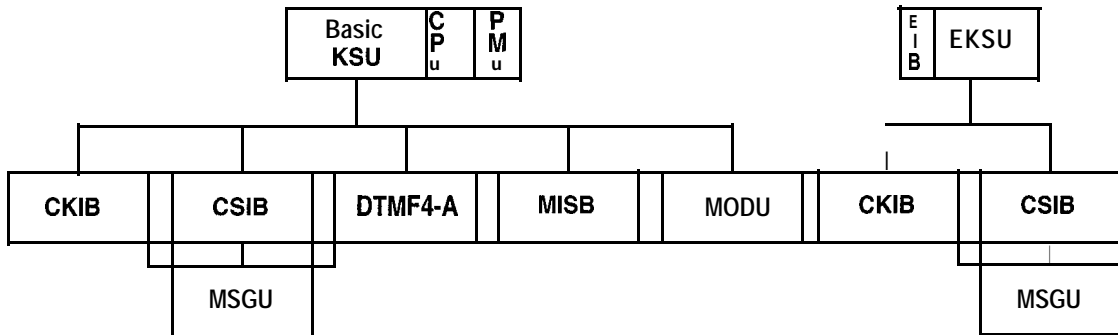 Basic
KSU
C
P
u
P
M
u
E
I
B
EKSU
CKIB
CSIB
DTMF4-A
MISB
MODU
CKIB
CSIB
MSGU
MSGU